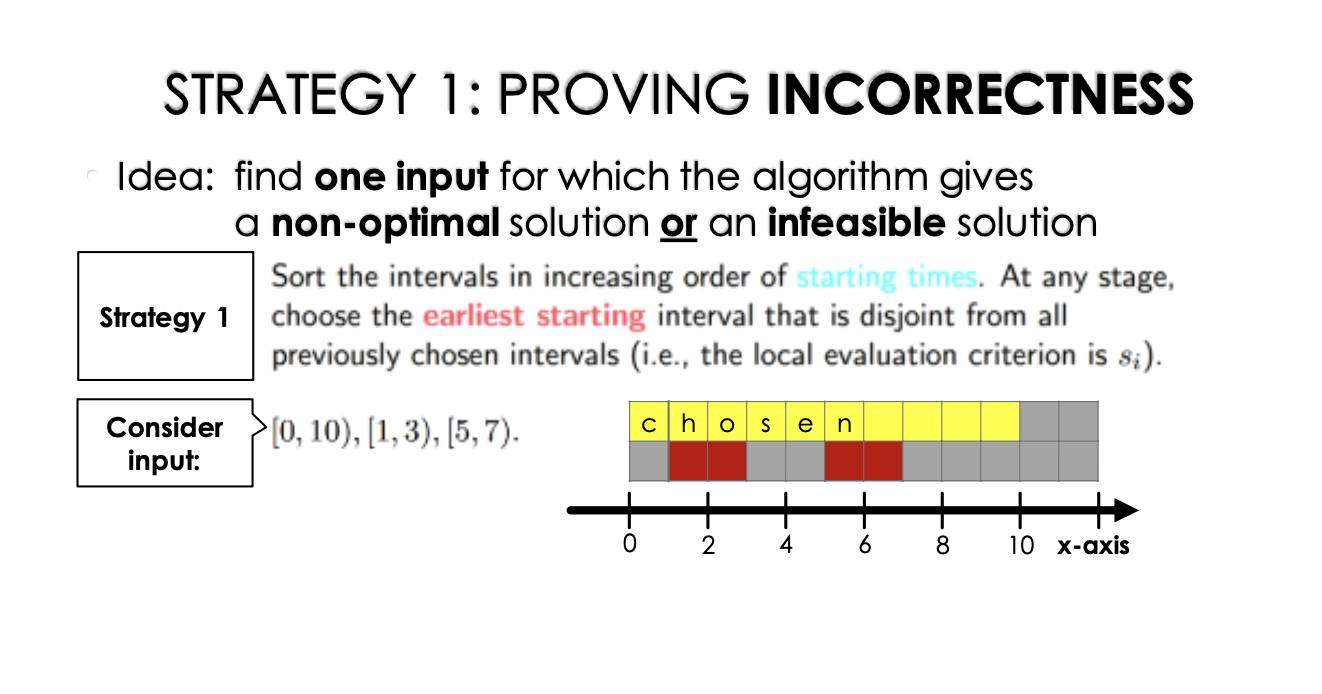 STRATEGY 1: PROVING INCORRECTNESS
Idea: find one input for which the algorithm gives
a non-optimal solution or an infeasible solution
Strategy 1
Sort the intervals in increasing order of starting times. At any stage,
choose the earliest starting interval that is disjoint from all
previously chosen intervals (i.e., the local evaluation criterion is sᵢ).
Consider
input:
[0, 10), [1, 3), [5, 7).
c h o s e n
0 2 4 6 8 10 x-axis